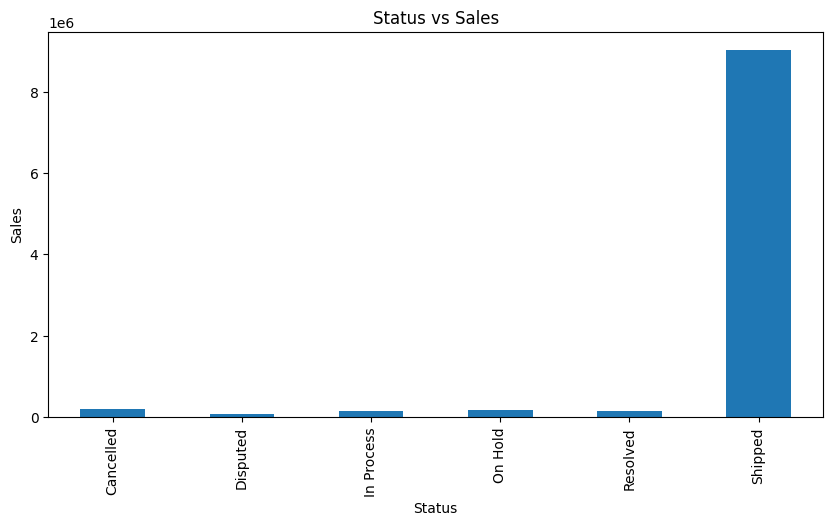 Status vs Sales
1e6
8
6
4
2
0
Sales
Cancelled
Disputed
In Process
On Hold
Resolved
Shipped
Status